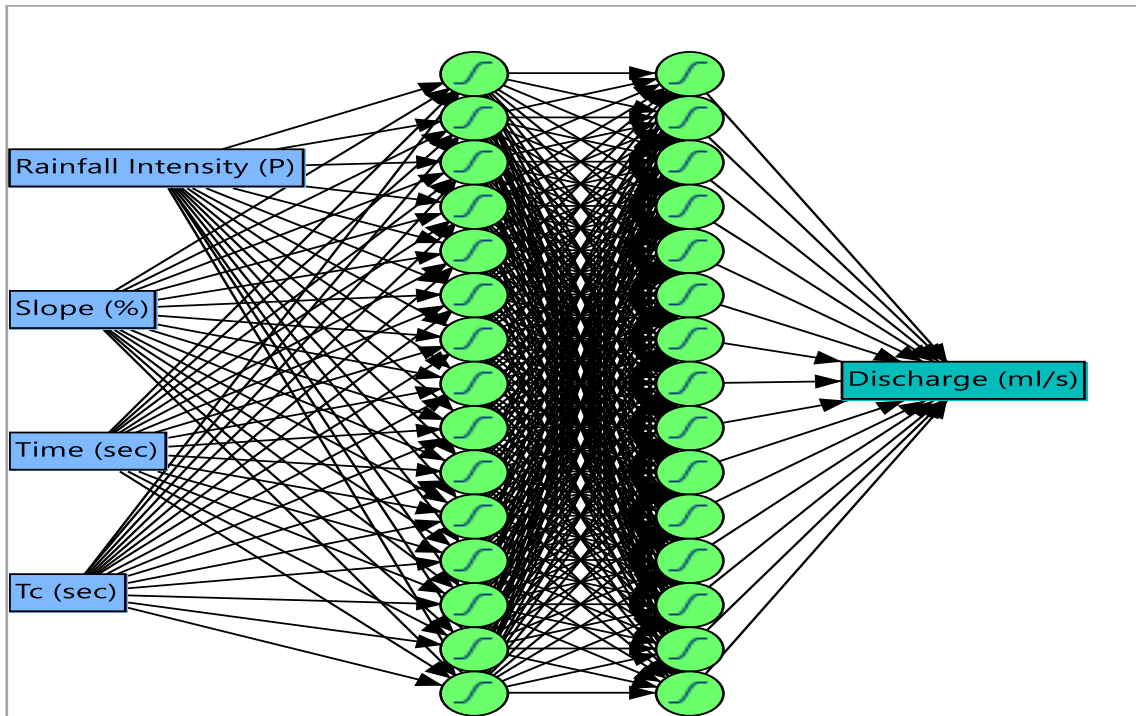 Rainfall Intensity (P)
Slope (%)
Time (sec)
Tc (sec)
Discharge (ml/s)